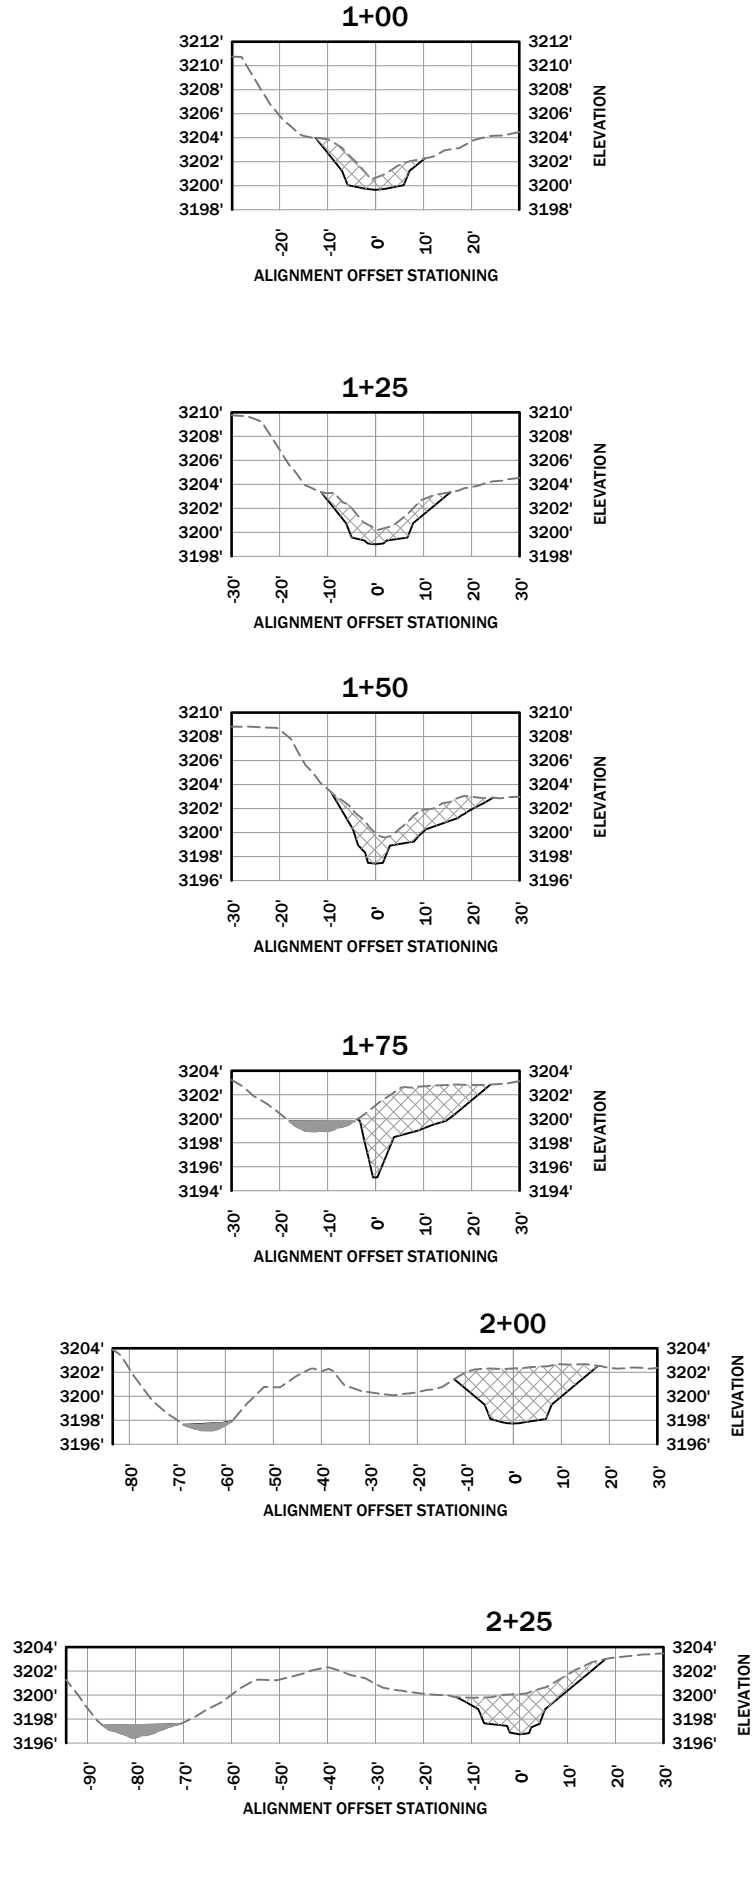 1+00
3212' 3212'
3210' 3210'
3208' 3208'
3206' 3206'
3204' 3204'
3202' 3202'
3200' 3200'
3198' 3198'
ELEVATION
-20' -10' 0' 10' 20'
ALIGNMENT OFFSET STATIONING
1+25
3210' 3210'
3208' 3208'
3206' 3206'
3204' 3204'
3202' 3202'
3200' 3200'
3198' 3198'
ELEVATION
-30' -20' -10' 0' 10' 20' 30'
ALIGNMENT OFFSET STATIONING
1+50
3210' 3210'
3208' 3208'
3206' 3206'
3204' 3204'
3202' 3202'
3200' 3200'
3198' 3198'
3196' 3196'
ELEVATION
-30' -20' -10' 0' 10' 20' 30'
ALIGNMENT OFFSET STATIONING
1+75
3204' 3204'
3202' 3202'
3200' 3200'
3198' 3198'
3196' 3196'
3194' 3194'
ELEVATION
-30' -20' -10' 0' 10' 20' 30'
ALIGNMENT OFFSET STATIONING
2+00
3204' 3204'
3202' 3202'
3200' 3200'
3198' 3198'
3196' 3196'
ELEVATION
-80' -70' -60' -50' -40' -30' -20' -10' 0' 10' 20' 30'
ALIGNMENT OFFSET STATIONING
2+25
3204' 3204'
3202' 3202'
3200' 3200'
3198' 3198'
3196' 3196'
ELEVATION
-90' -80' -70' -60' -50' -40' -30' -20' -10' 0' 10' 20' 30'
ALIGNMENT OFFSET STATIONING